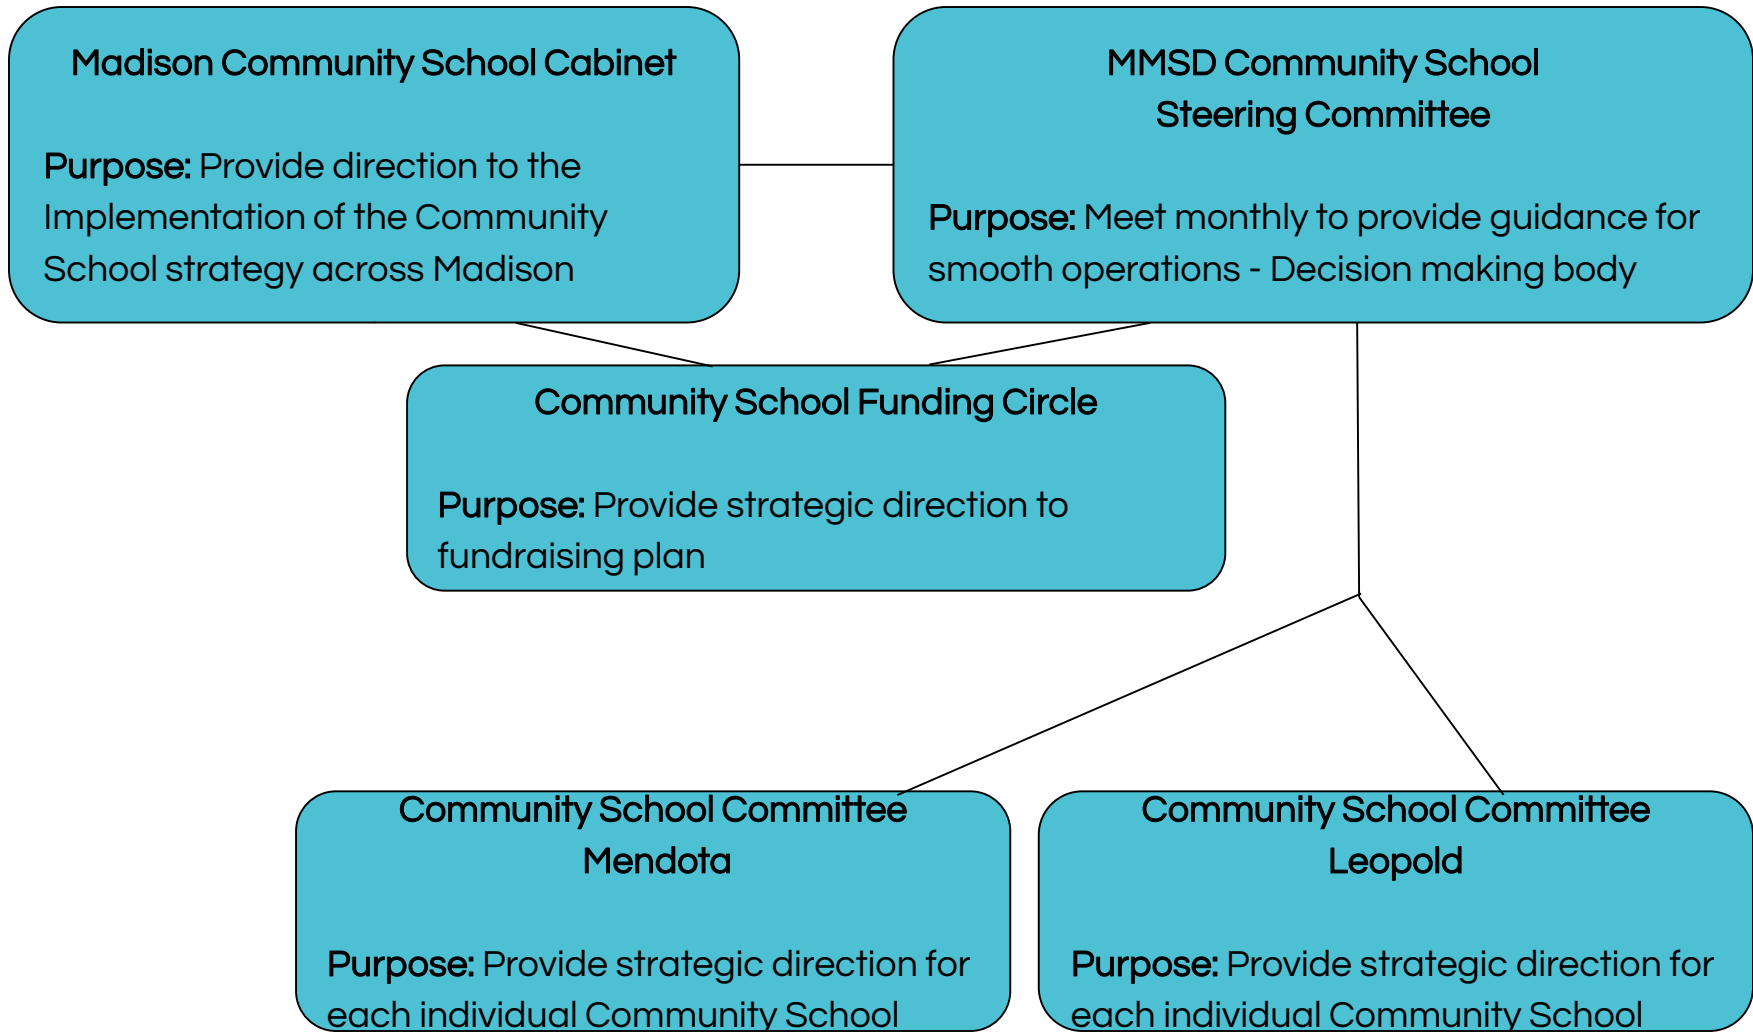 Madison Community School Cabinet
Purpose: Provide direction to the
Implementation of the Community
School strategy across Madison
MMSD Community School
Steering Committee
Purpose: Meet monthly to provide guidance for
smooth operations - Decision making body
Community School Funding Circle
Purpose: Provide strategic direction to
fundraising plan
Community School Committee
Mendota
Purpose: Provide strategic direction for
each individual Community School
Community School Committee
Leopold
Purpose: Provide strategic direction for
each individual Community School